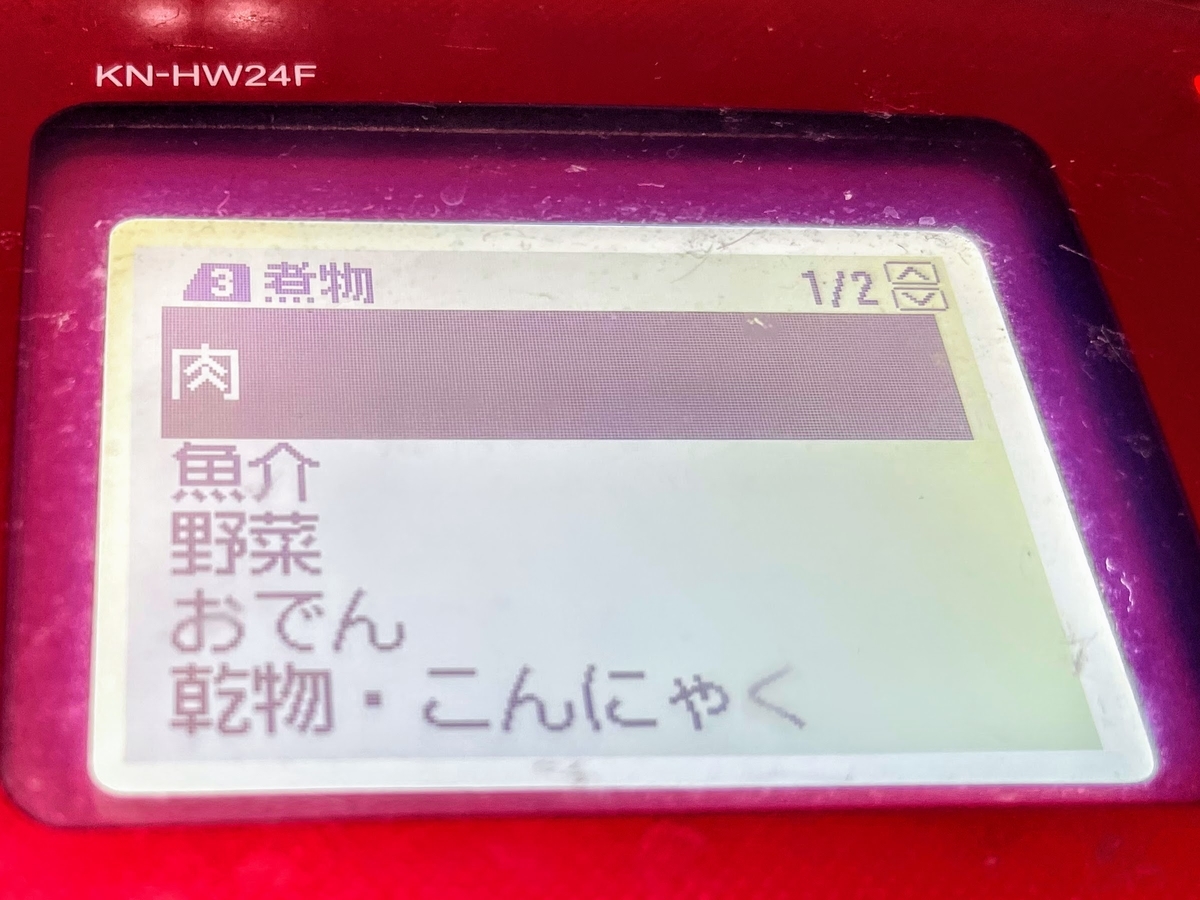 KN-HW24F
3 煮物 1/2
肉
魚介
野菜
おでん
乾物・こんにゃく